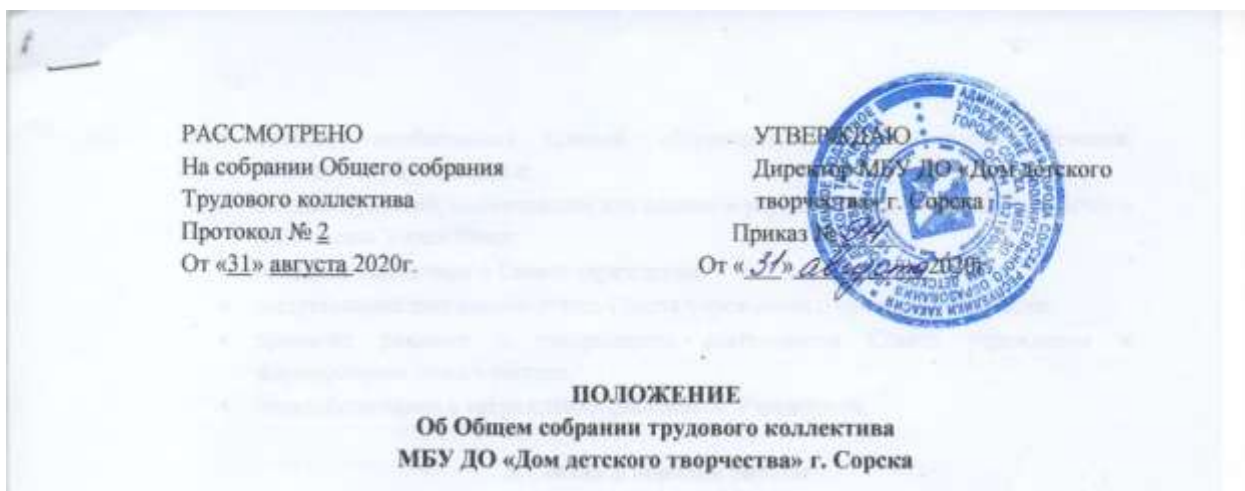 РАССМОТРЕНО
На собрании Общего собрания
Трудового коллектива
Протокол № 2
От «31» августа 2020г.
УТВЕРЖДАЮ
Директор МБУ ДО «Дом детского
творчества» г. Сорска
Приказ №
От «31» августа 2020г.
ПОЛОЖЕНИЕ
Об Общем собрании трудового коллектива
МБУ ДО «Дом детского творчества» г. Сорска